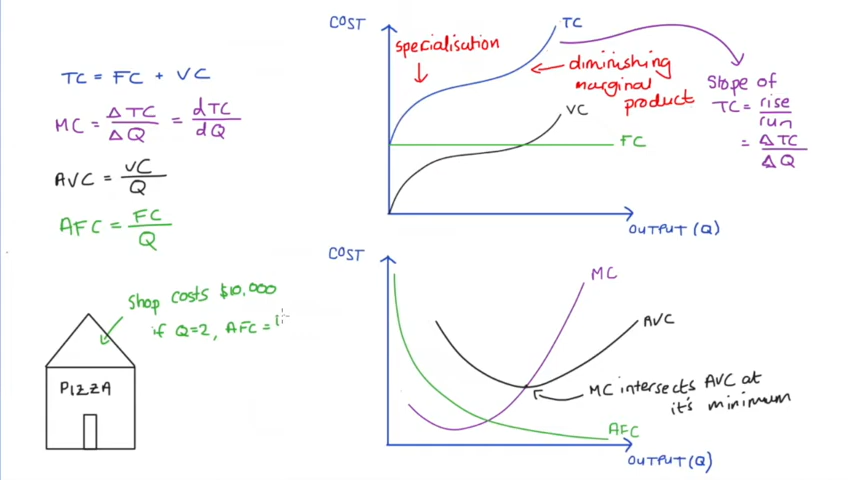 TC = FC + VC
MC = ΔTC/ΔQ = dTC/dQ
AVC = VC/Q
AFC = FC/Q
Shop costs $10,000
if Q=2, AFC =
PIZZA
COST
TC
specialisation
diminishing
marginal
product
VC
FC
OUTPUT (Q)
Slope of
TC = rise/run
= ΔTC/ΔQ
COST
MC
AVC
MC intersects AVC at
it's minimum
AFC
OUTPUT (Q)